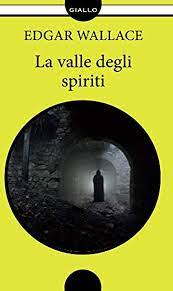 GIALLO
EDGAR WALLACE
La valle degli
spiriti